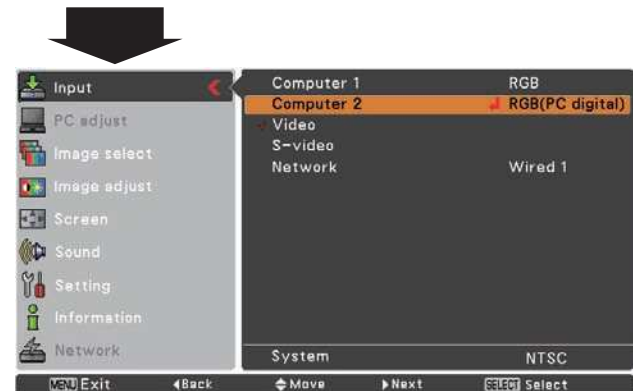 Input
PC adjust
Image select
Image adjust
Screen
Sound
Setting
Information
Network
Computer 1 RGB
Computer 2 RGB(PC digital)
Video
S-video
Network Wired 1
System NTSC
MENU Exit Back Move Next SELECT Select